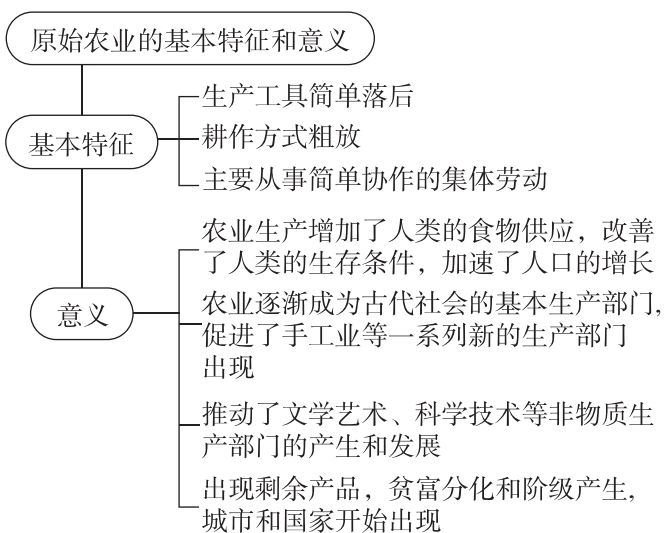 原始农业的基本特征和意义
基本特征
生产工具简单落后
耕作方式粗放
主要从事简单协作的集体劳动
意义
农业生产增加了人类的食物供应，改善
了人类的生存条件，加速了人口的增长
农业逐渐成为古代社会的基本生产部门，
促进了手工业等一系列新的生产部门
出现
推动了文学艺术、科学技术等非物质生
产部门的产生和发展
出现剩余产品，贫富分化和阶级产生，
城市和国家开始出现